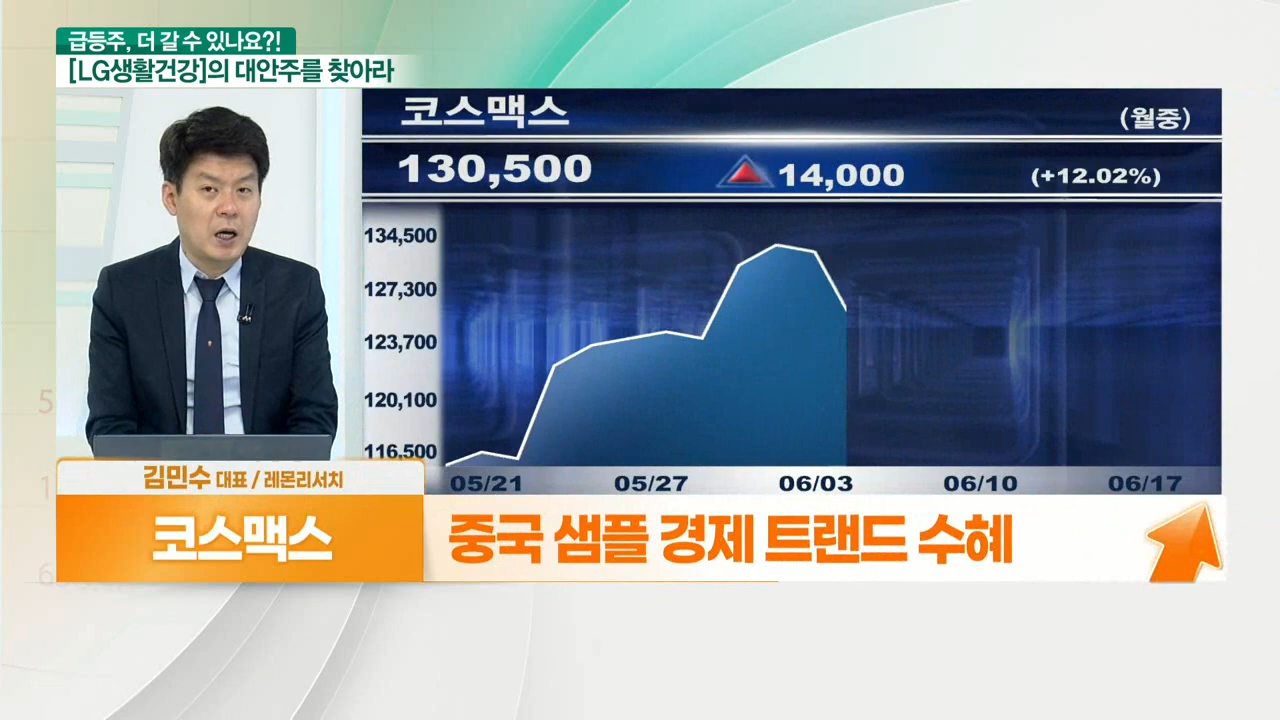 급등주, 더 갈 수 있나요?!
[LG생활건강]의 대안주를 찾아라
코스맥스 (월중)
130,500 14,000 (+12.02%)
134,500
127,300
123,700
120,100
116,500
05/21 05/27 06/03 06/10 06/17
김민수 대표 / 레몬리서치
코스맥스
중국 샘플 경제 트랜드 수혜